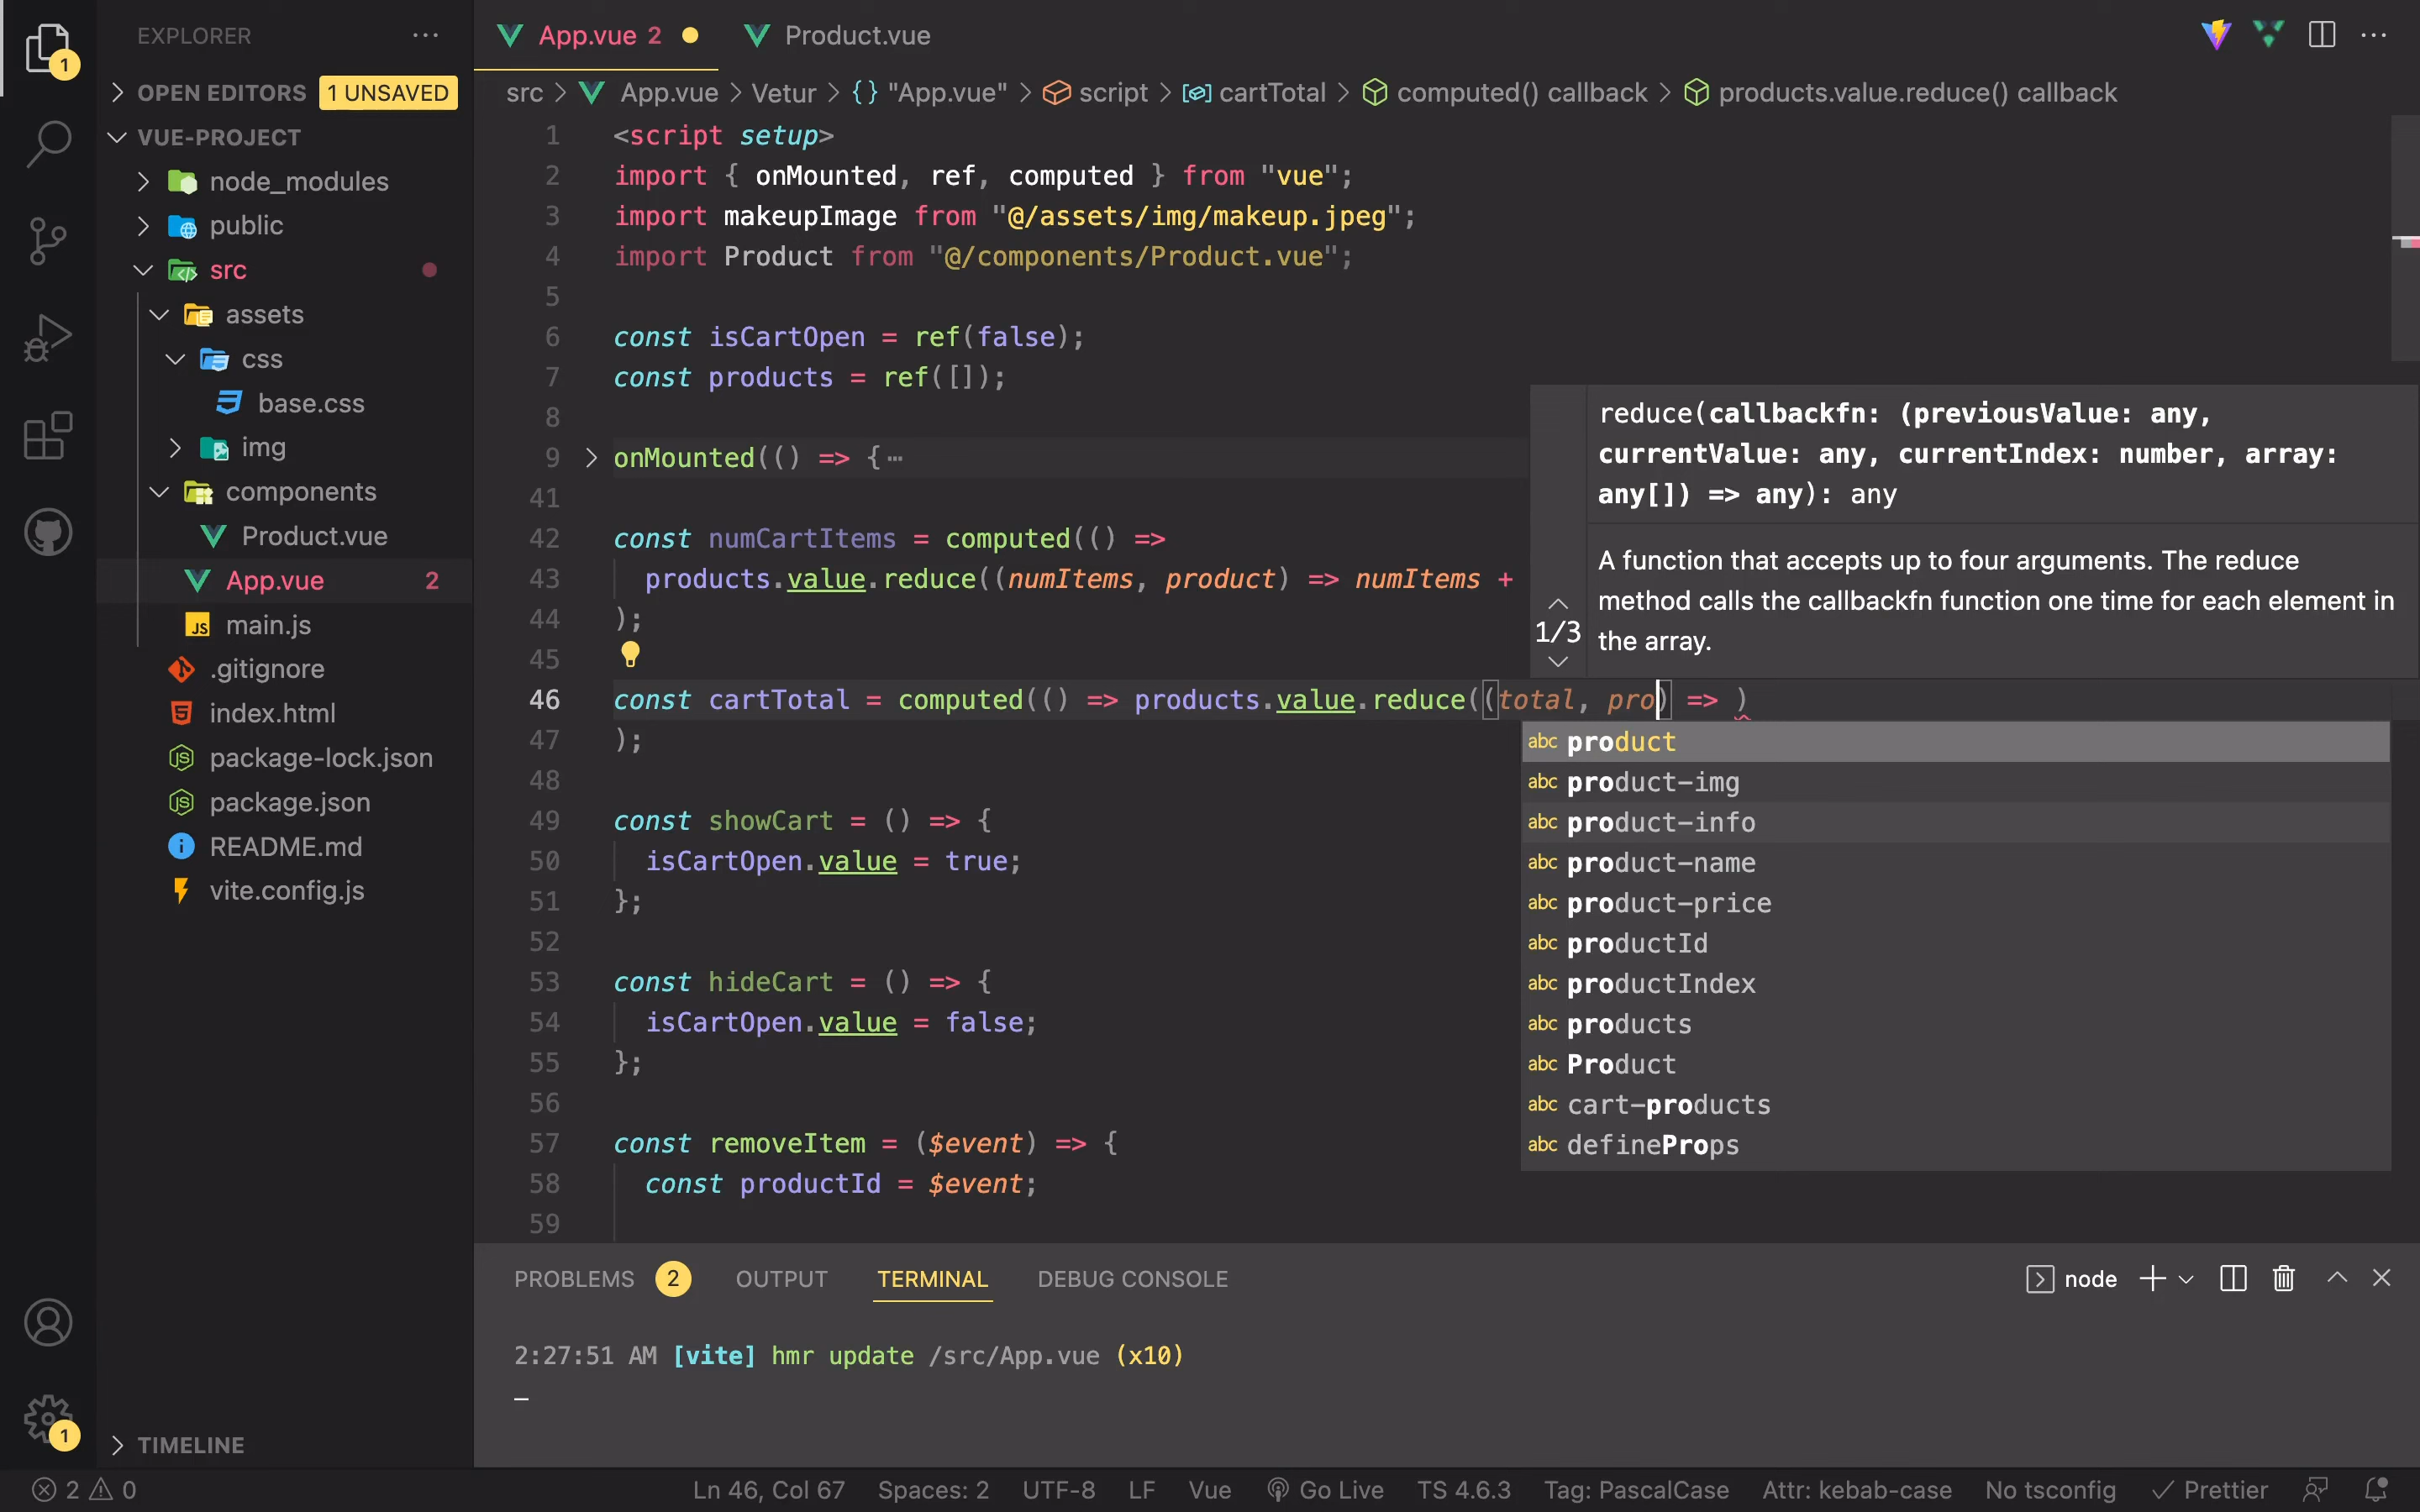 EXPLORER
OPEN EDITORS 1 UNSAVED
VUE-PROJECT
node_modules
public
src
assets
css
base.css
img
components
Product.vue
App.vue 2
main.js
.gitignore
index.html
package-lock.json
package.json
README.md
vite.config.js
TIMELINE
1
1
App.vue 2 Product.vue
src > App.vue > Vetur > {} "App.vue" > script > cartTotal > computed() callback > products.value.reduce() callback
1 <script setup>
2 import { onMounted, ref, computed } from "vue";
3 import makeupImage from "@/assets/img/makeup.jpeg";
4 import Product from "@/components/Product.vue";
5
6 const isCartOpen = ref(false);
7 const products = ref([]);
8
9 onMounted(() => {…
41
42 const numCartItems = computed(() =>
43 products.value.reduce((numItems, product) => numItems +
44 );
45
46 const cartTotal = computed(() => products.value.reduce((total, pro) => )
47 );
48
49 const showCart = () => {
50 isCartOpen.value = true;
51 };
52
53 const hideCart = () => {
54 isCartOpen.value = false;
55 };
56
57 const removeItem = ($event) => {
58 const productId = $event;
59
reduce(callbackfn: (previousValue: any,
currentValue: any, currentIndex: number, array:
any[]) => any): any
A function that accepts up to four arguments. The reduce
method calls the callbackfn function one time for each element in
the array.
1/3
abc product
abc product-img
abc product-info
abc product-name
abc product-price
abc productId
abc productIndex
abc products
abc Product
abc cart-products
abc defineProps
PROBLEMS 2 OUTPUT TERMINAL DEBUG CONSOLE node
2:27:51 AM [vite] hmr update /src/App.vue (x10)
2 0 Ln 46, Col 67 Spaces: 2 UTF-8 LF Vue Go Live TS 4.6.3 Tag: PascalCase Attr: kebab-case No tsconfig Prettier